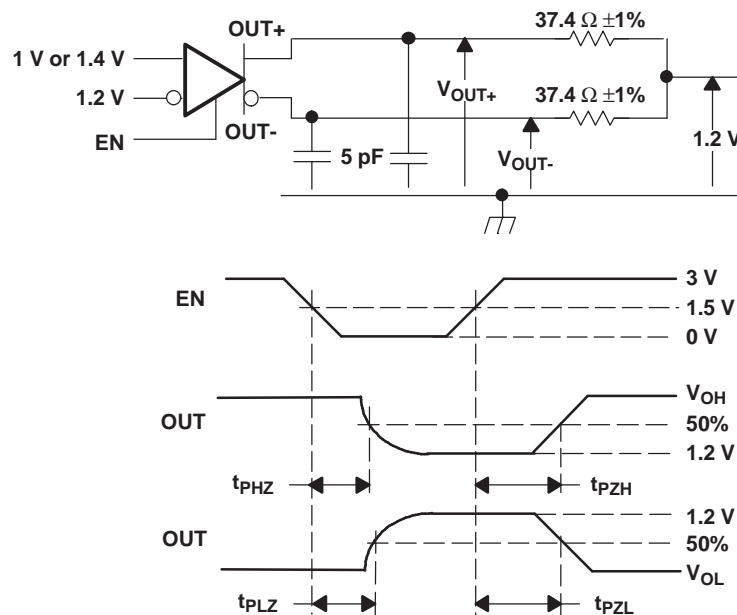 OUT+
37.4 Ω ±1%
1 V or 1.4 V
VOUT+
37.4 Ω ±1%
1.2 V
OUT-
EN
5 pF
VOUT-
1.2 V
EN
3 V
1.5 V
0 V
OUT
VOH
50%
1.2 V
tPHZ
tPZH
OUT
1.2 V
50%
VOL
tPLZ
tPZL